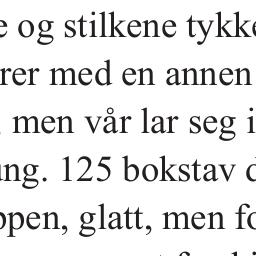 e og stilkene tykke
rer med en annen
, men vår lar seg i
ung. 125 bokstav d
ppen, glatt, men fo